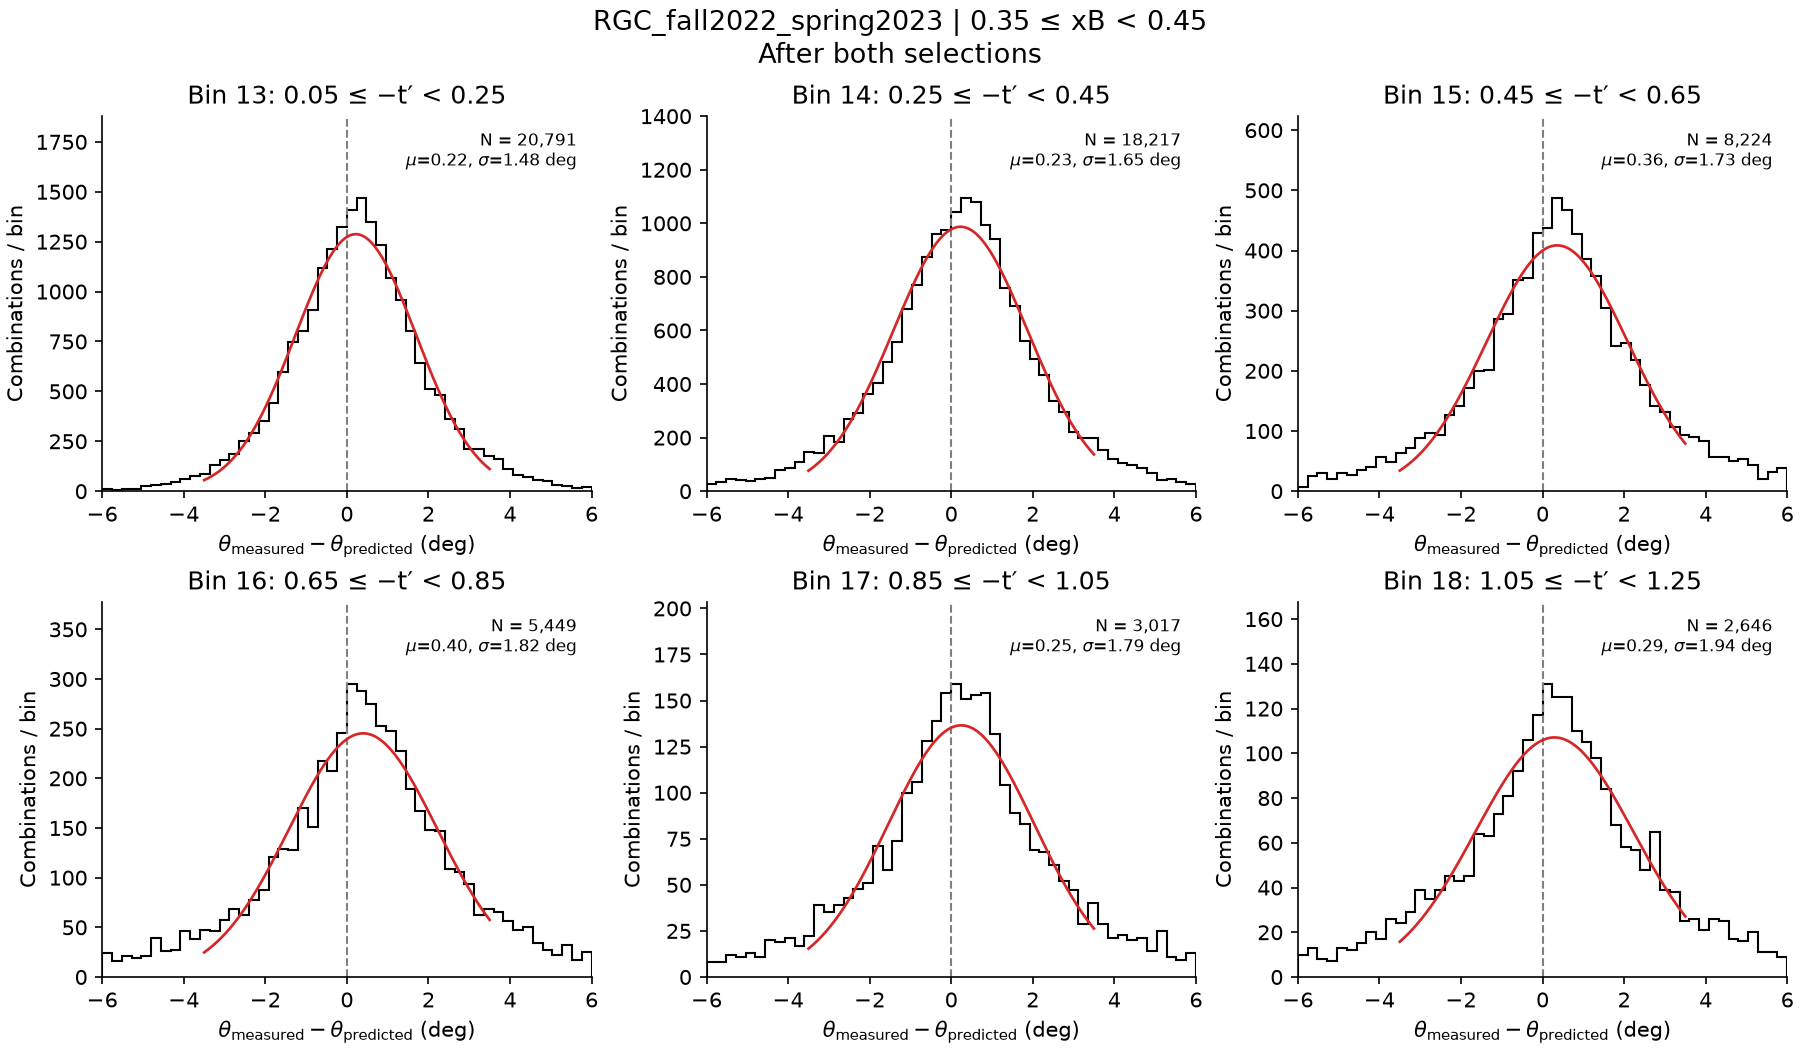 RGC_fall2022_spring2023 | 0.35 ≤ xB < 0.45
After both selections
Bin 13: 0.05 ≤ −t′ < 0.25
N = 20,791
μ=0.22, σ=1.48 deg
Combinations / bin
1750
1500
1250
1000
750
500
250
0
−6 −4 −2 0 2 4 6
θmeasured − θpredicted (deg)
Bin 14: 0.25 ≤ −t′ < 0.45
N = 18,217
μ=0.23, σ=1.65 deg
Combinations / bin
1400
1200
1000
800
600
400
200
0
−6 −4 −2 0 2 4 6
θmeasured − θpredicted (deg)
Bin 15: 0.45 ≤ −t′ < 0.65
N = 8,224
μ=0.36, σ=1.73 deg
Combinations / bin
600
500
400
300
200
100
0
−6 −4 −2 0 2 4 6
θmeasured − θpredicted (deg)
Bin 16: 0.65 ≤ −t′ < 0.85
N = 5,449
μ=0.40, σ=1.82 deg
Combinations / bin
350
300
250
200
150
100
50
0
−6 −4 −2 0 2 4 6
θmeasured − θpredicted (deg)
Bin 17: 0.85 ≤ −t′ < 1.05
N = 3,017
μ=0.25, σ=1.79 deg
Combinations / bin
200
175
150
125
100
75
50
25
0
−6 −4 −2 0 2 4 6
θmeasured − θpredicted (deg)
Bin 18: 1.05 ≤ −t′ < 1.25
N = 2,646
μ=0.29, σ=1.94 deg
Combinations / bin
160
140
120
100
80
60
40
20
0
−6 −4 −2 0 2 4 6
θmeasured − θpredicted (deg)